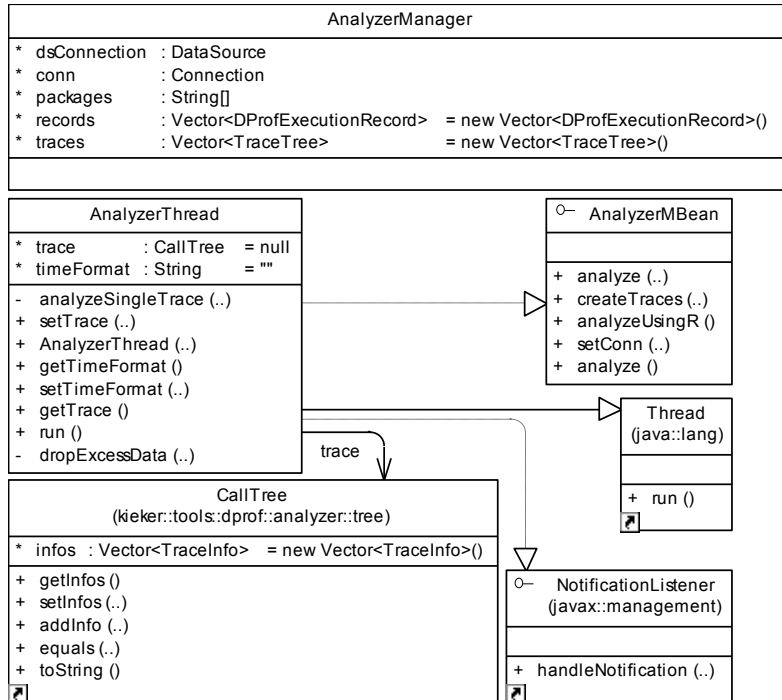 AnalyzerManager
* dsConnection : DataSource
* conn : Connection
* packages : String[]
* records : Vector<DProfExecutionRecord> = new Vector<DProfExecutionRecord>()
* traces : Vector<TraceTree> = new Vector<TraceTree>()
AnalyzerThread
* trace : CallTree = null
* timeFormat : String = ""
- analyzeSingleTrace (..)
+ setTrace (..)
+ AnalyzerThread (..)
+ getTimeFormat ()
+ setTimeFormat (..)
+ getTrace ()
+ run ()
- dropExcessData (..)
AnalyzerMBean
+ analyze (..)
+ createTraces (..)
+ analyzeUsingR ()
+ setConn (..)
+ analyze ()
Thread
(java::lang)
+ run ()
trace
CallTree
(kieker::tools::dprof::analyzer::tree)
* infos : Vector<TraceInfo> = new Vector<TraceInfo>()
+ getInfos ()
+ setInfos (..)
+ addInfo (..)
+ equals (..)
+ toString ()
NotificationListener
(javax::management)
+ handleNotification (..)